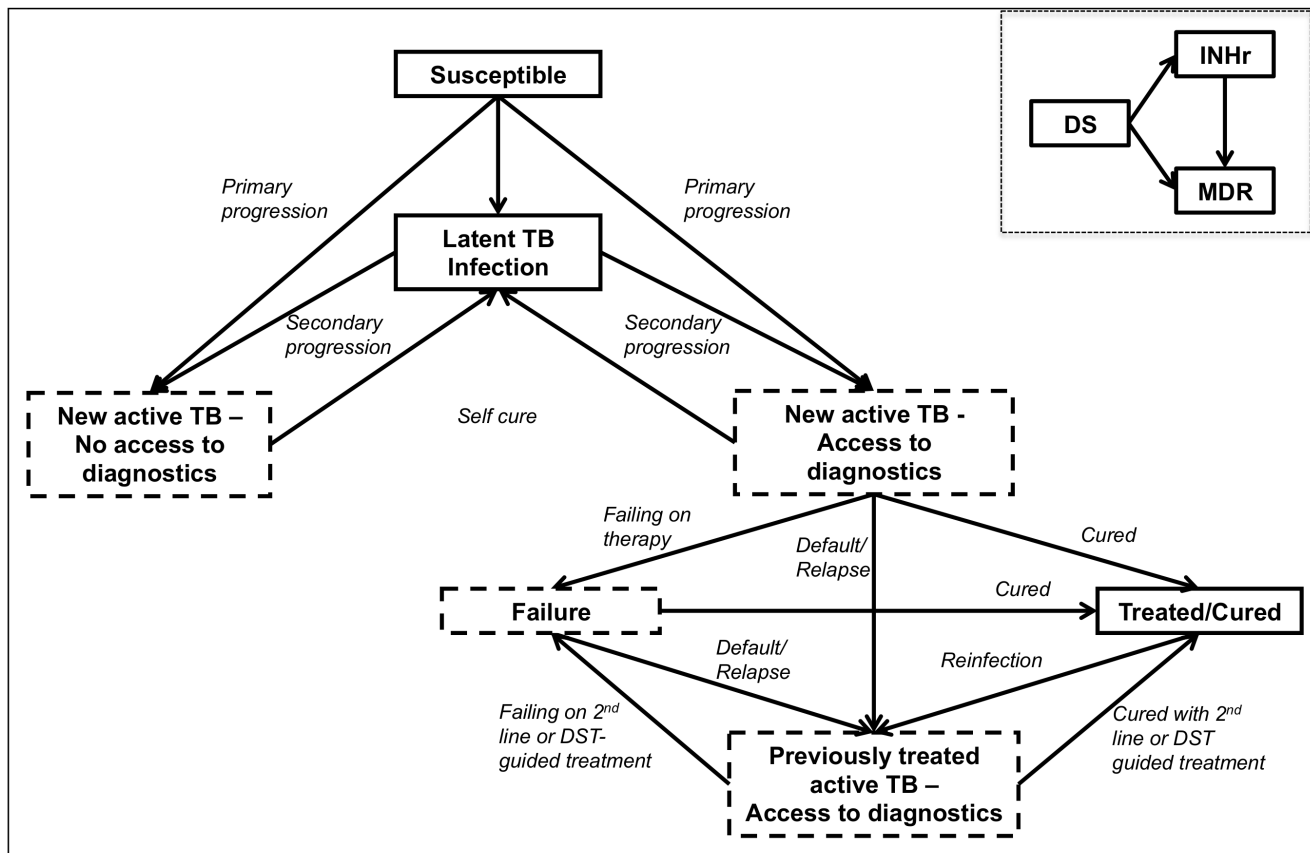 Susceptible
INHr
DS
MDR
Primary
progression
Primary
progression
Latent TB
Infection
Secondary
progression
Secondary
progression
New active TB –
No access to
diagnostics
Self cure
New active TB -
Access to
diagnostics
Failing on
therapy
Default/
Relapse
Cured
Failure
Cured
Treated/Cured
Default/
Relapse
Reinfection
Failing on 2nd
line or DST-
guided treatment
Previously treated
active TB –
Access to diagnostics
Cured with 2nd
line or DST
guided treatment